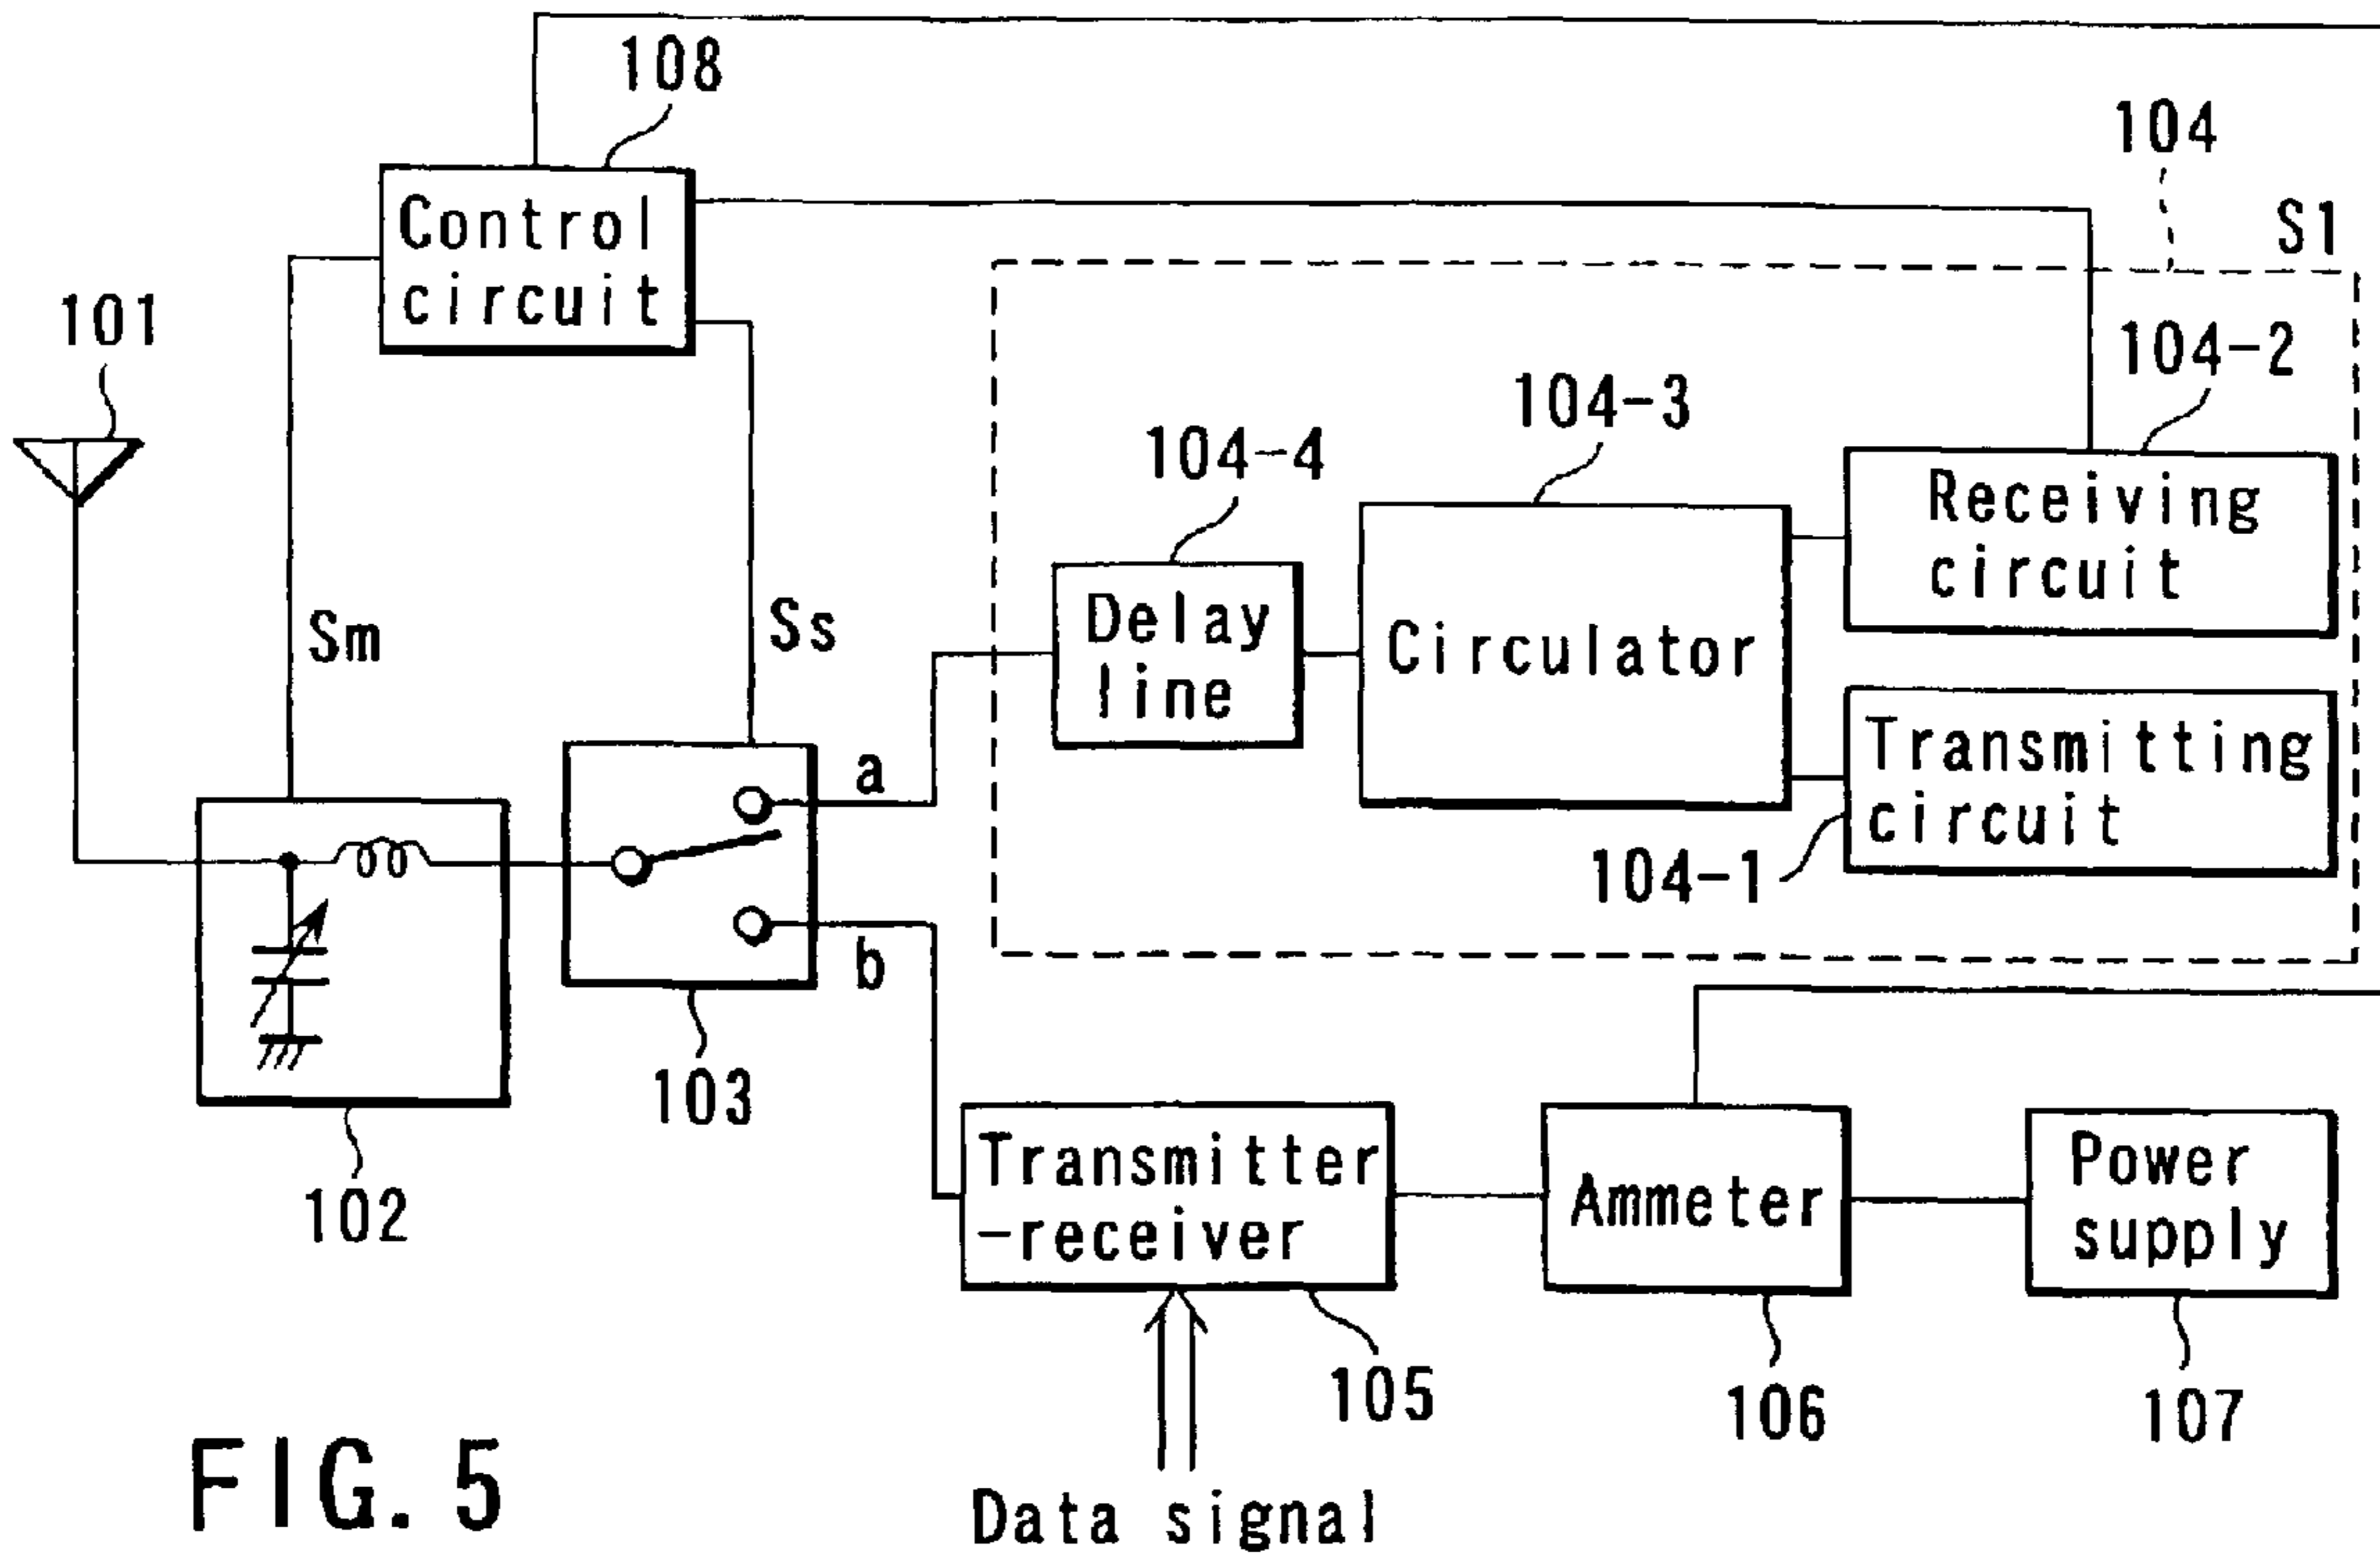 108
104
S1
Control
circuit
101
104-2
104-3
104-4
Receiving
circuit
Delay
line
Circulator
Sm
Ss
Transmitting
circuit
a
104-1
b
103
102
Transmitter
-receiver
Ammeter
Power
supply
105
106
107
Data signal
FIG. 5